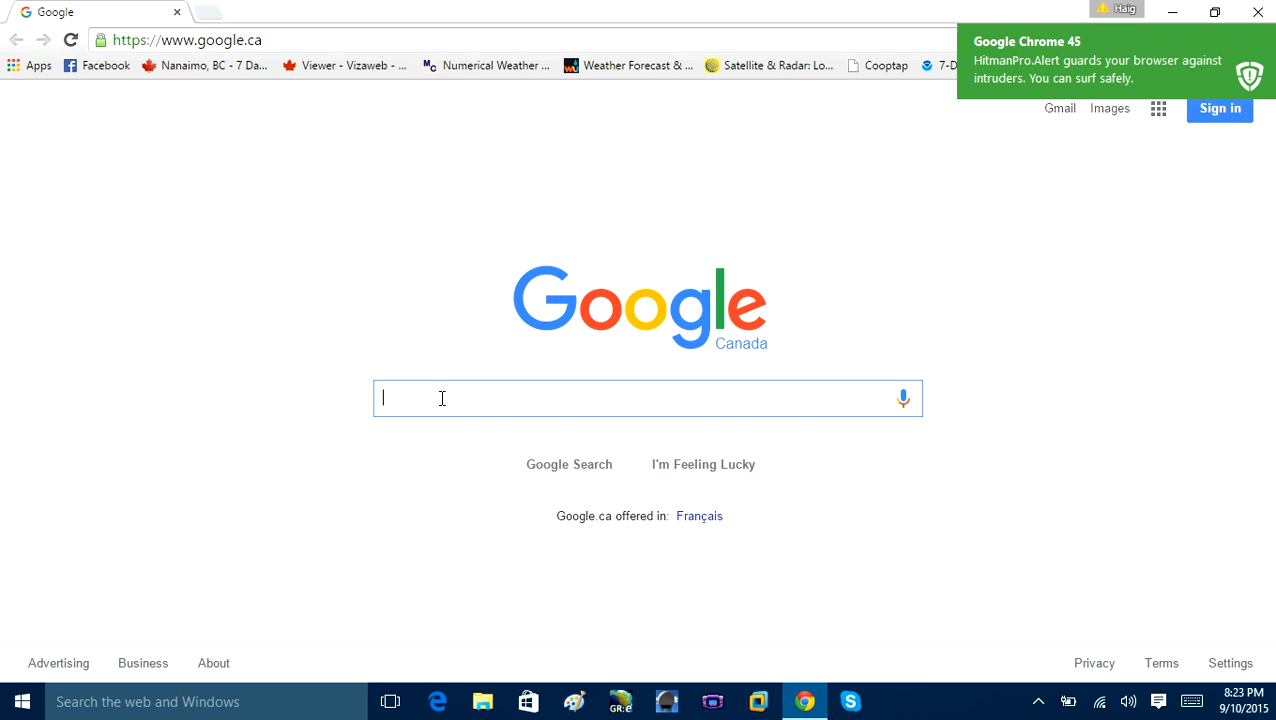 Google
Haig
https://www.google.ca
Google Chrome 45
HitmanPro.Alert guards your browser against
intruders. You can surf safely.
Apps Facebook Nanaimo, BC - 7 Da... Viewer - Vizaweb - ... Numerical Weather ... Weather Forecast & ... Satellite & Radar: Lo... Cooptap 7-D
Gmail Images Sign in
Google
Canada
Google Search I'm Feeling Lucky
Google.ca offered in: Français
Advertising Business About Privacy Terms Settings
Search the web and Windows
GR:e
8:23 PM
9/10/2015